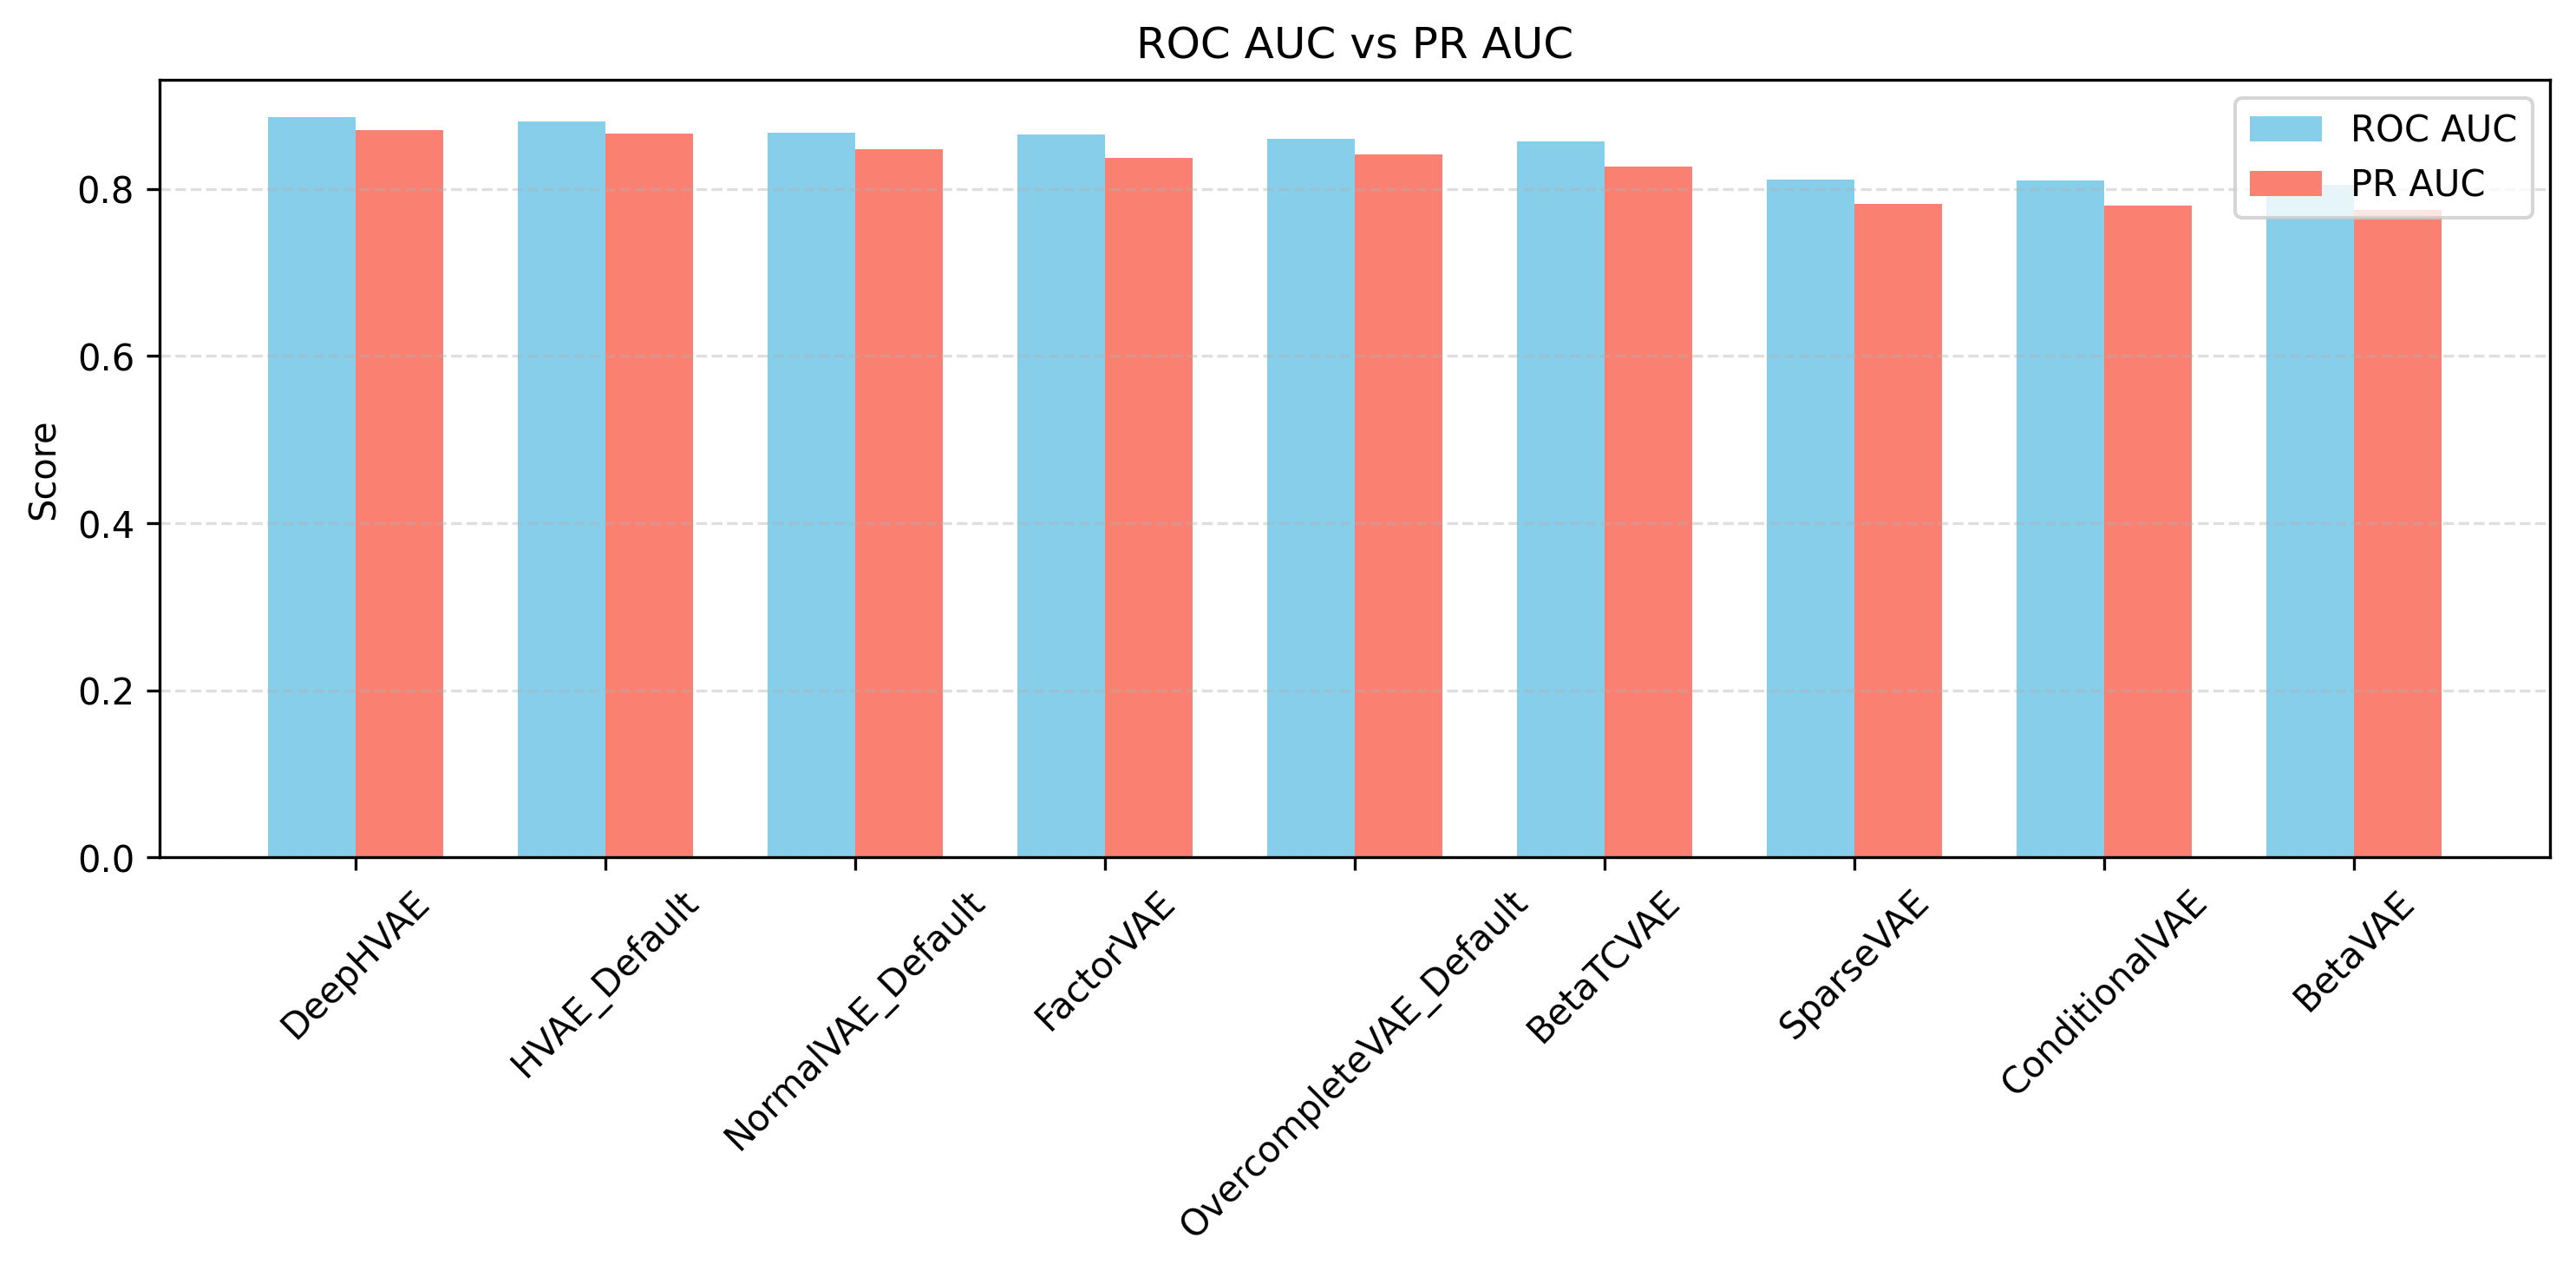 ROC AUC vs PR AUC
ROC AUC
PR AUC
Score
0.8
0.6
0.4
0.2
0.0
DeepHVAE
HVAE_Default
NormalVAE_Default
FactorVAE
OvercompleteVAE_Default
BetaTCVAE
SparseVAE
ConditionalVAE
BetaVAE